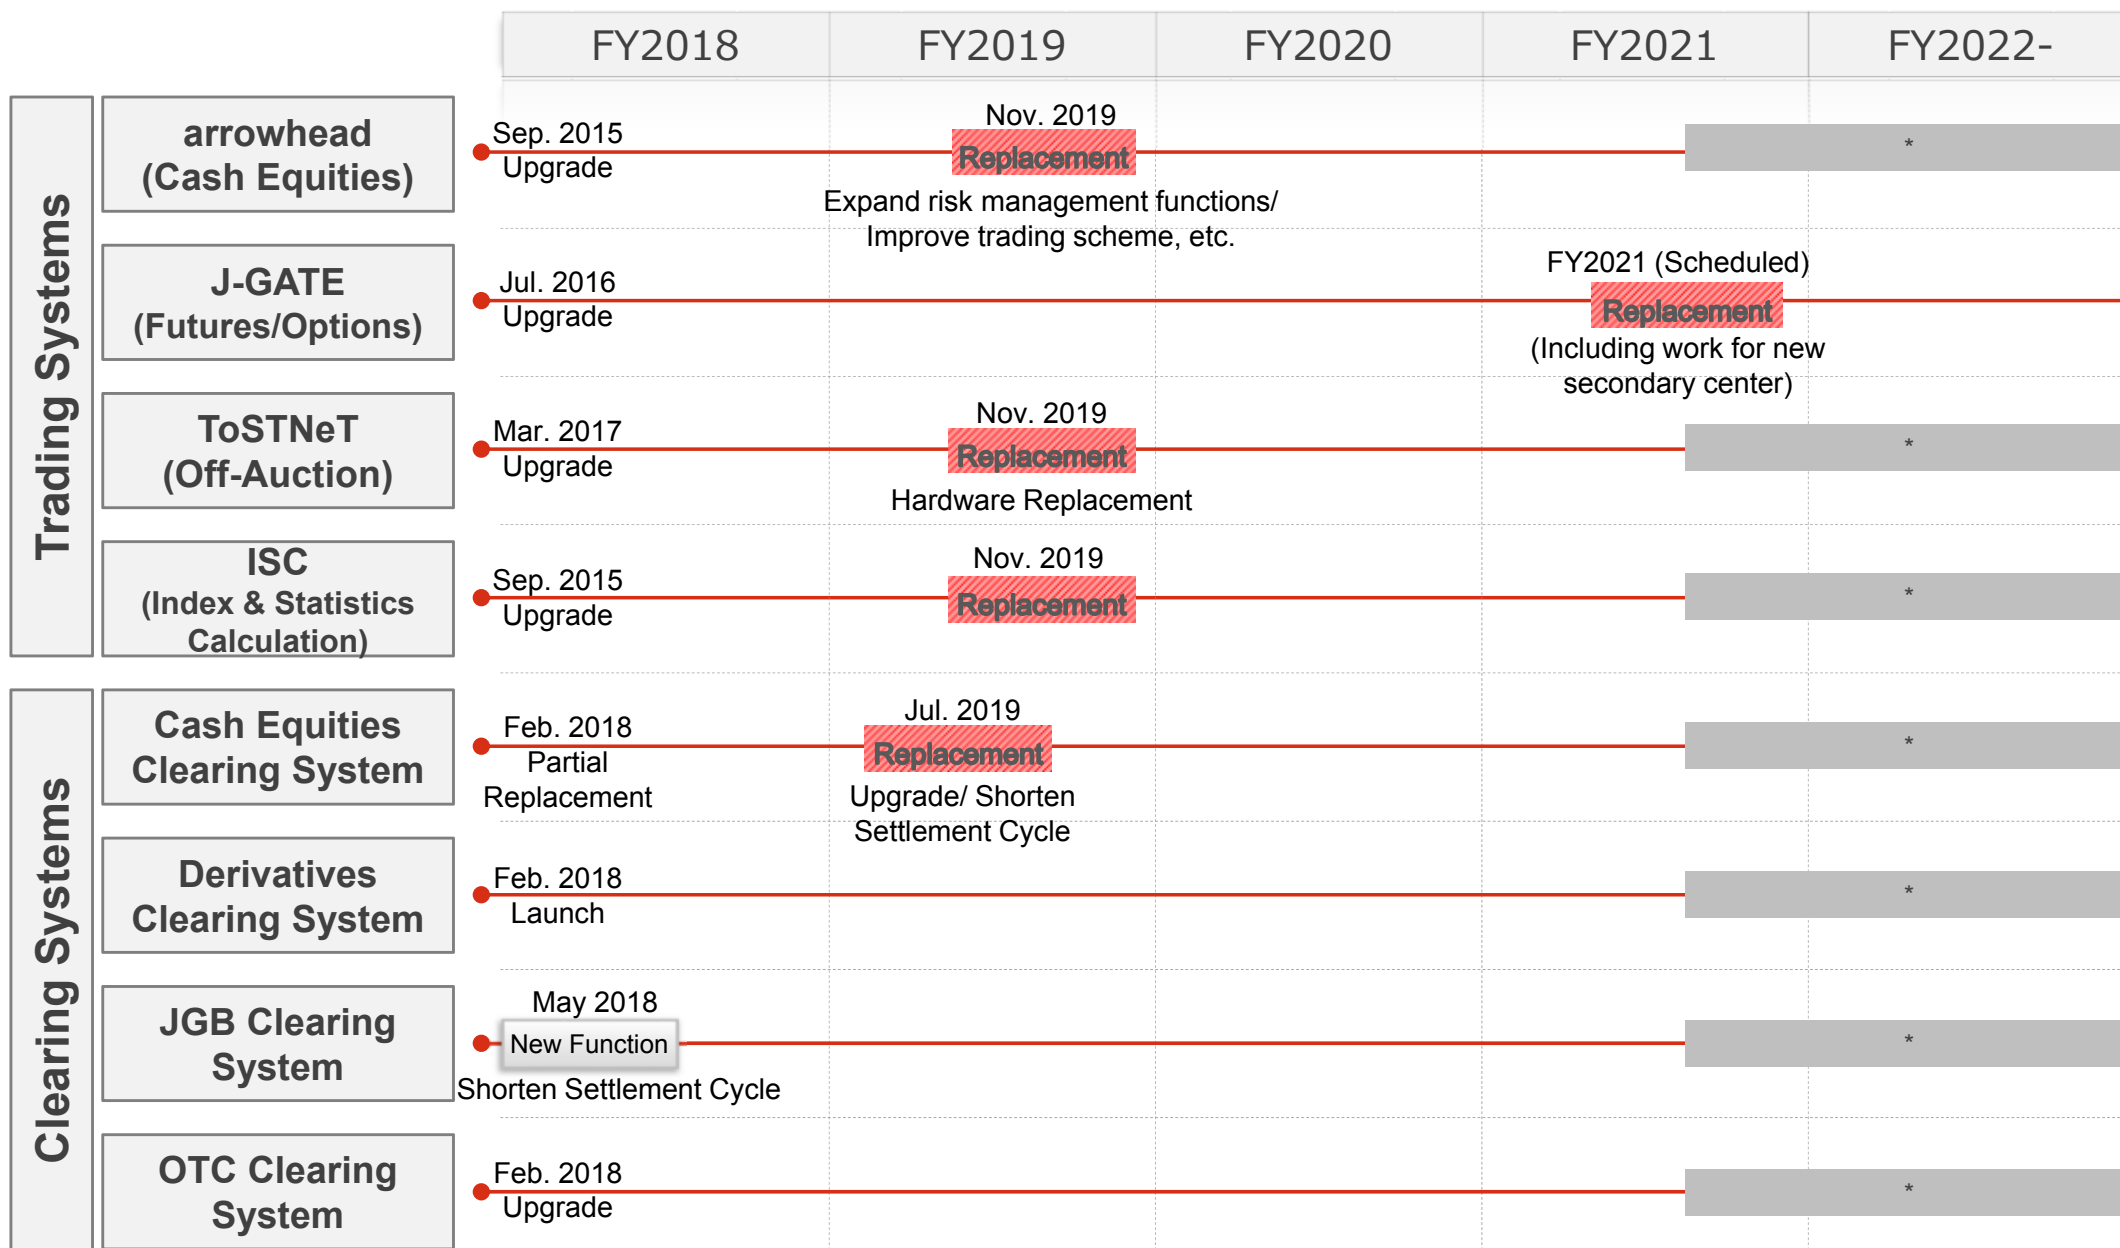 FY2018
FY2019
FY2020
FY2021
FY2022-
Trading Systems
arrowhead
(Cash Equities)
Sep. 2015
Upgrade
Nov. 2019
Replacement
Expand risk management functions/
Improve trading scheme, etc.
*
J-GATE
(Futures/Options)
Jul. 2016
Upgrade
FY2021 (Scheduled)
Replacement
(Including work for new
secondary center)
ToSTNeT
(Off-Auction)
Mar. 2017
Upgrade
Nov. 2019
Replacement
Hardware Replacement
*
ISC
(Index & Statistics
Calculation)
Sep. 2015
Upgrade
Nov. 2019
Replacement
*
Clearing Systems
Cash Equities
Clearing System
Feb. 2018
Partial
Replacement
Jul. 2019
Replacement
Upgrade/ Shorten
Settlement Cycle
*
Derivatives
Clearing System
Feb. 2018
Launch
*
JGB Clearing
System
May 2018
New Function
Shorten Settlement Cycle
*
OTC Clearing
System
Feb. 2018
Upgrade
*